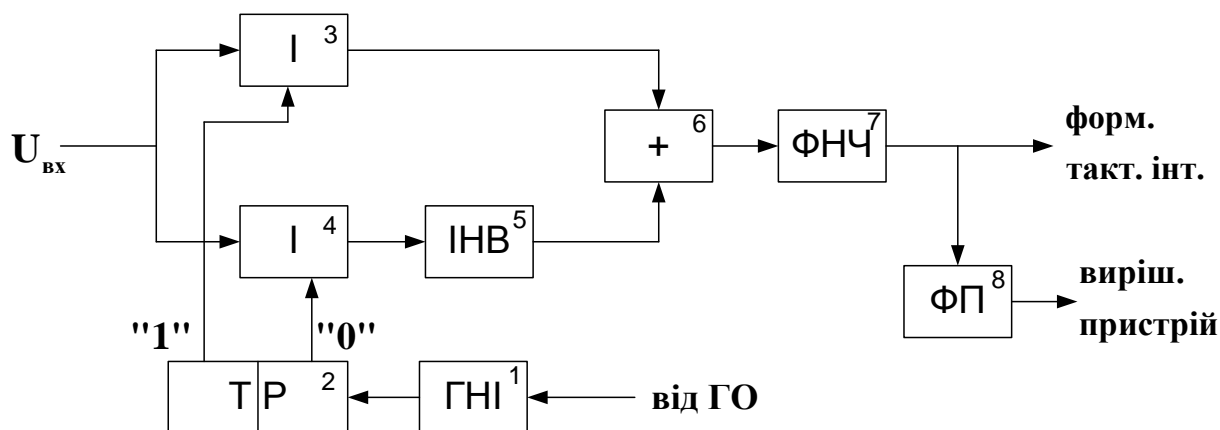 І 3
U вх
+ 6
ФНЧ 7
форм.
такт. інт.
І 4
ІНВ 5
ФП 8
виріш.
пристрій
"1"
"0"
Т Р 2
ГНІ 1
від ГО